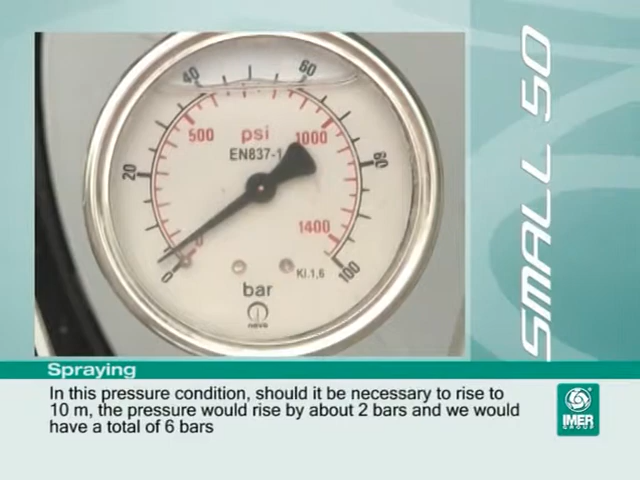 40
60
500
psi
1000
EN837-1
20
80
1400
0
0
Kl.1,6
100
bar
SMALL 50
Spraying
In this pressure condition, should it be necessary to rise to
10 m, the pressure would rise by about 2 bars and we would
have a total of 6 bars
IMER
GROUP